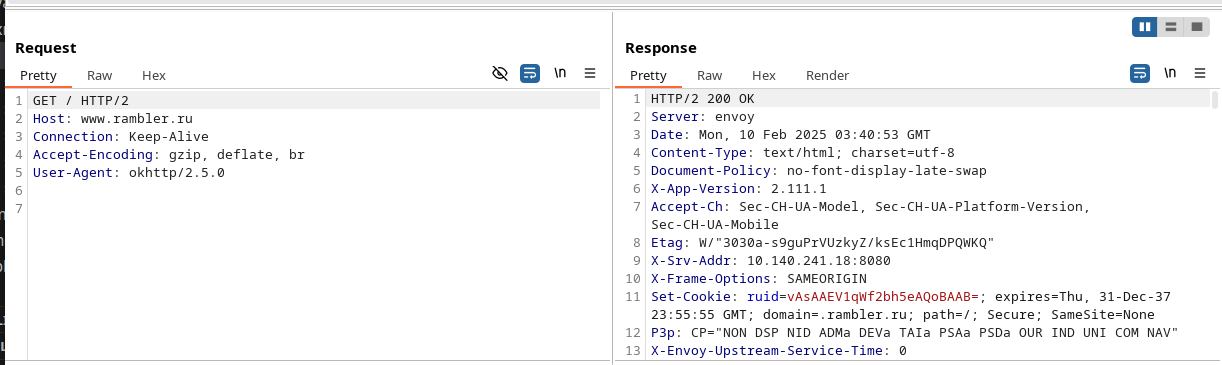 Request
Pretty Raw Hex \n
1 GET / HTTP/2
2 Host: www.rambler.ru
3 Connection: Keep-Alive
4 Accept-Encoding: gzip, deflate, br
5 User-Agent: okhttp/2.5.0
6
7
Response
Pretty Raw Hex Render \n
1 HTTP/2 200 OK
2 Server: envoy
3 Date: Mon, 10 Feb 2025 03:40:53 GMT
4 Content-Type: text/html; charset=utf-8
5 Document-Policy: no-font-display-late-swap
6 X-App-Version: 2.111.1
7 Accept-Ch: Sec-CH-UA-Model, Sec-CH-UA-Platform-Version,
Sec-CH-UA-Mobile
8 Etag: W/"3030a-s9guPrVUzkyZ/ksEc1HmqDPQWKQ"
9 X-Srv-Addr: 10.140.241.18:8080
10 X-Frame-Options: SAMEORIGIN
11 Set-Cookie: ruid=vAsAAEV1qWf2bh5eAQoBAAB=; expires=Thu, 31-Dec-37
23:55:55 GMT; domain=.rambler.ru; path=/; Secure; SameSite=None
12 P3p: CP="NON DSP NID ADMa DEVa TAIa PSAa PSDa OUR IND UNI COM NAV"
13 X-Envoy-Upstream-Service-Time: 0